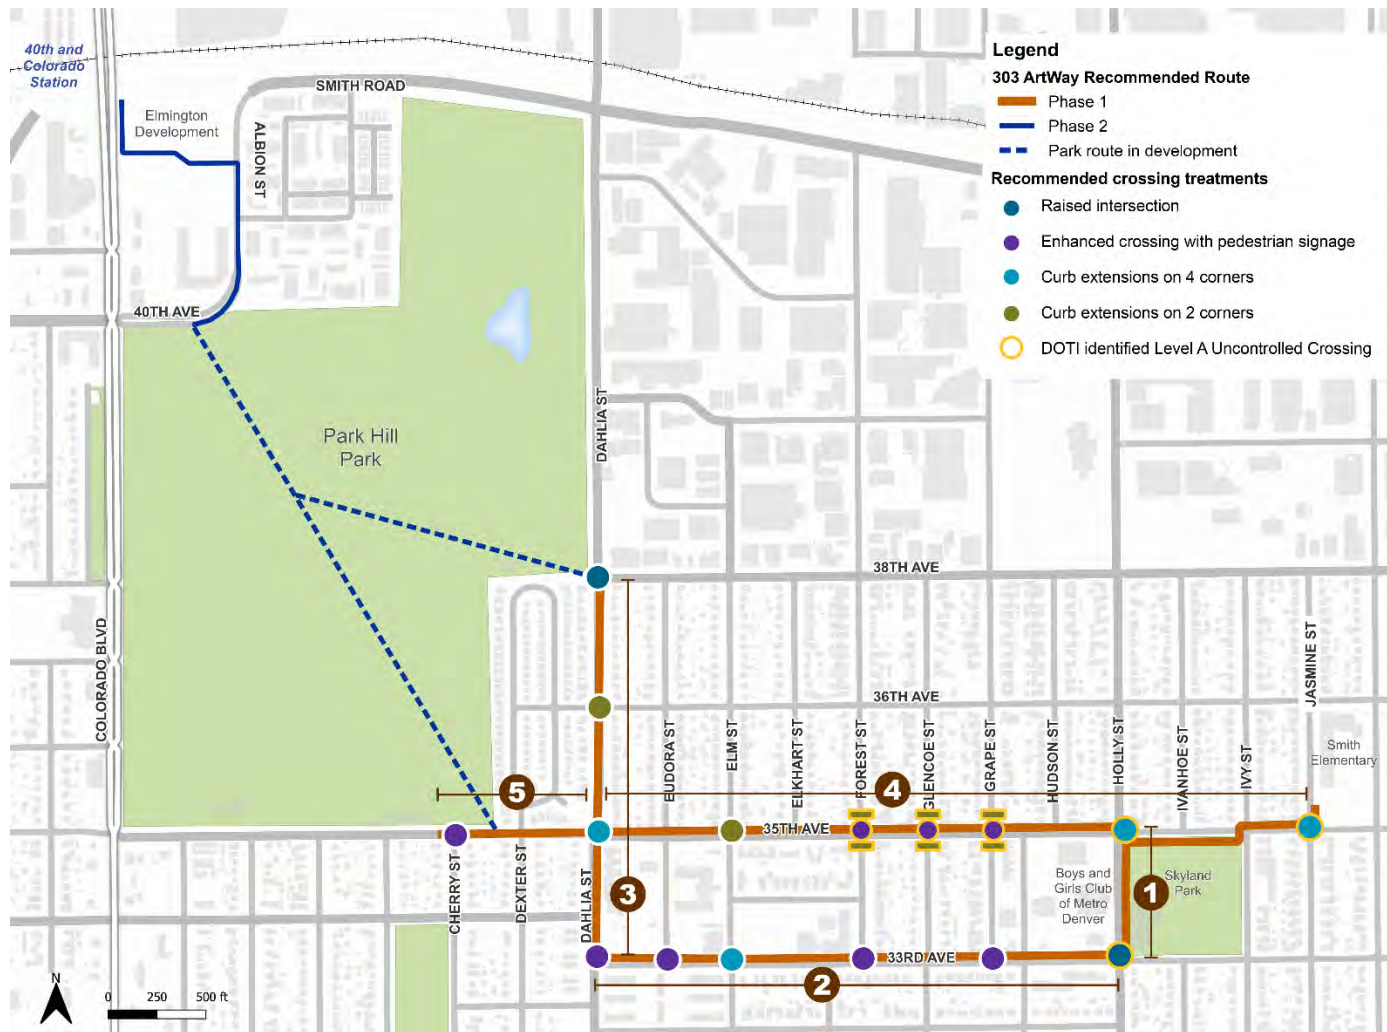 40th and
Colorado
Station
Elmington
Development
SMITH ROAD
ALBION ST
40TH AVE
Legend
303 ArtWay Recommended Route
Phase 1
Phase 2
Park route in development
Recommended crossing treatments
Raised intersection
Enhanced crossing with pedestrian signage
Curb extensions on 4 corners
Curb extensions on 2 corners
DOTI identified Level A Uncontrolled Crossing
Park Hill
Park
DAHLIA ST
COLORADO BLVD
38TH AVE
36TH AVE
JASMINE ST
EUDORA ST
ELM ST
ELKHART ST
FOREST ST
GLENCOE ST
GRAPE ST
HUDSON ST
HOLLY ST
IVANHOE ST
IVY ST
Smith
Elementary
5
4
35TH AVE
CHERRY ST
DEXTER ST
DAHLIA ST
3
Boys and
Girls Club
of Metro
Denver
1
Skyland
Park
33RD AVE
2
N
0 250 500 ft